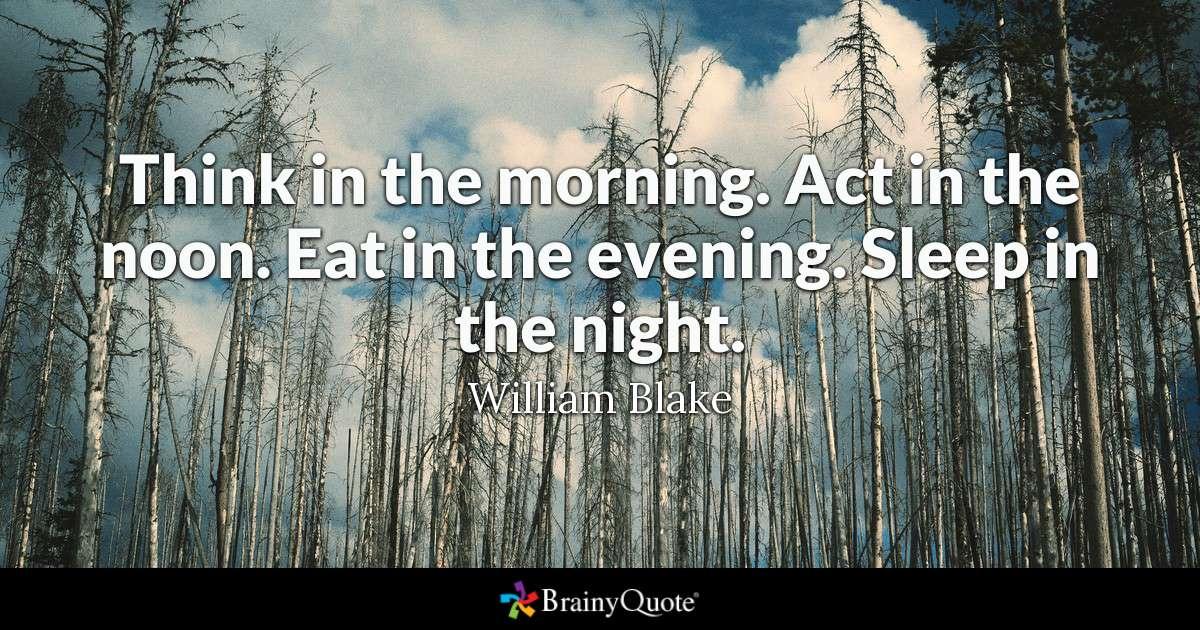 Think in the morning. Act in the
noon. Eat in the evening. Sleep in
the night.
William Blake
BrainyQuote®